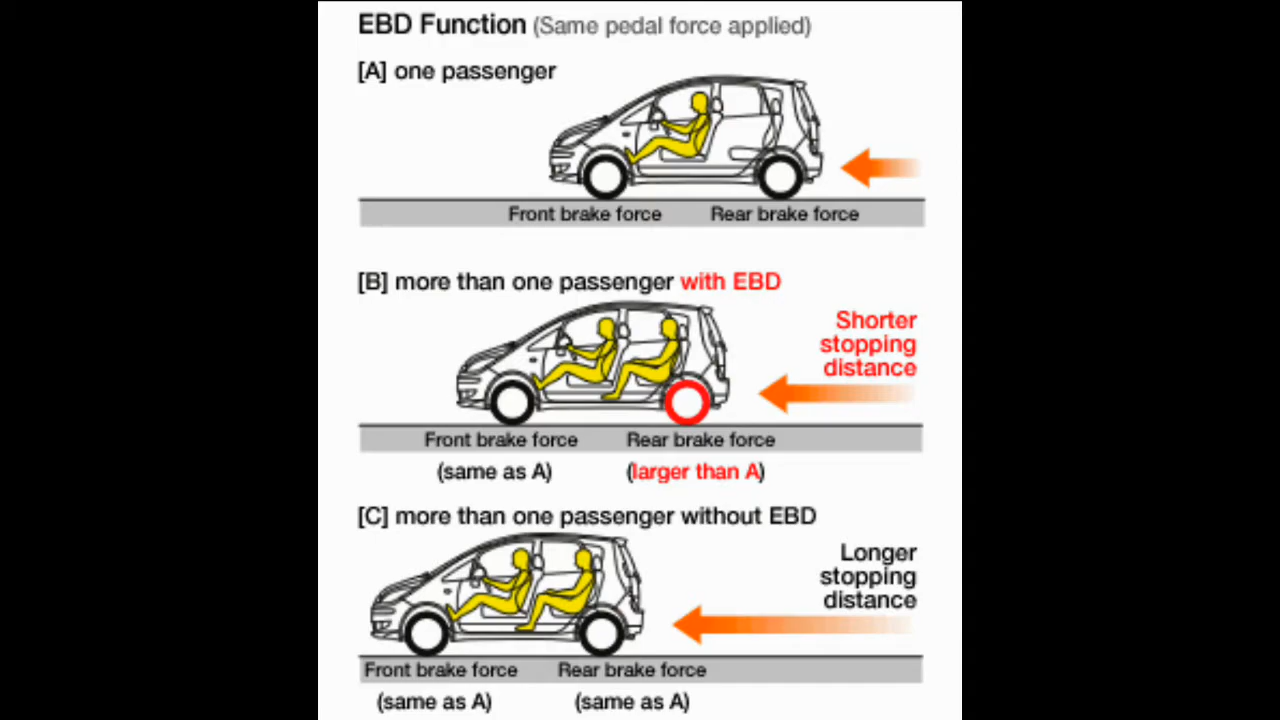 EBD Function (Same pedal force applied)
[A] one passenger
Front brake force Rear brake force
[B] more than one passenger with EBD
Shorter
stopping
distance
Front brake force Rear brake force
(same as A) (larger than A)
[C] more than one passenger without EBD
Longer
stopping
distance
Front brake force Rear brake force
(same as A) (same as A)